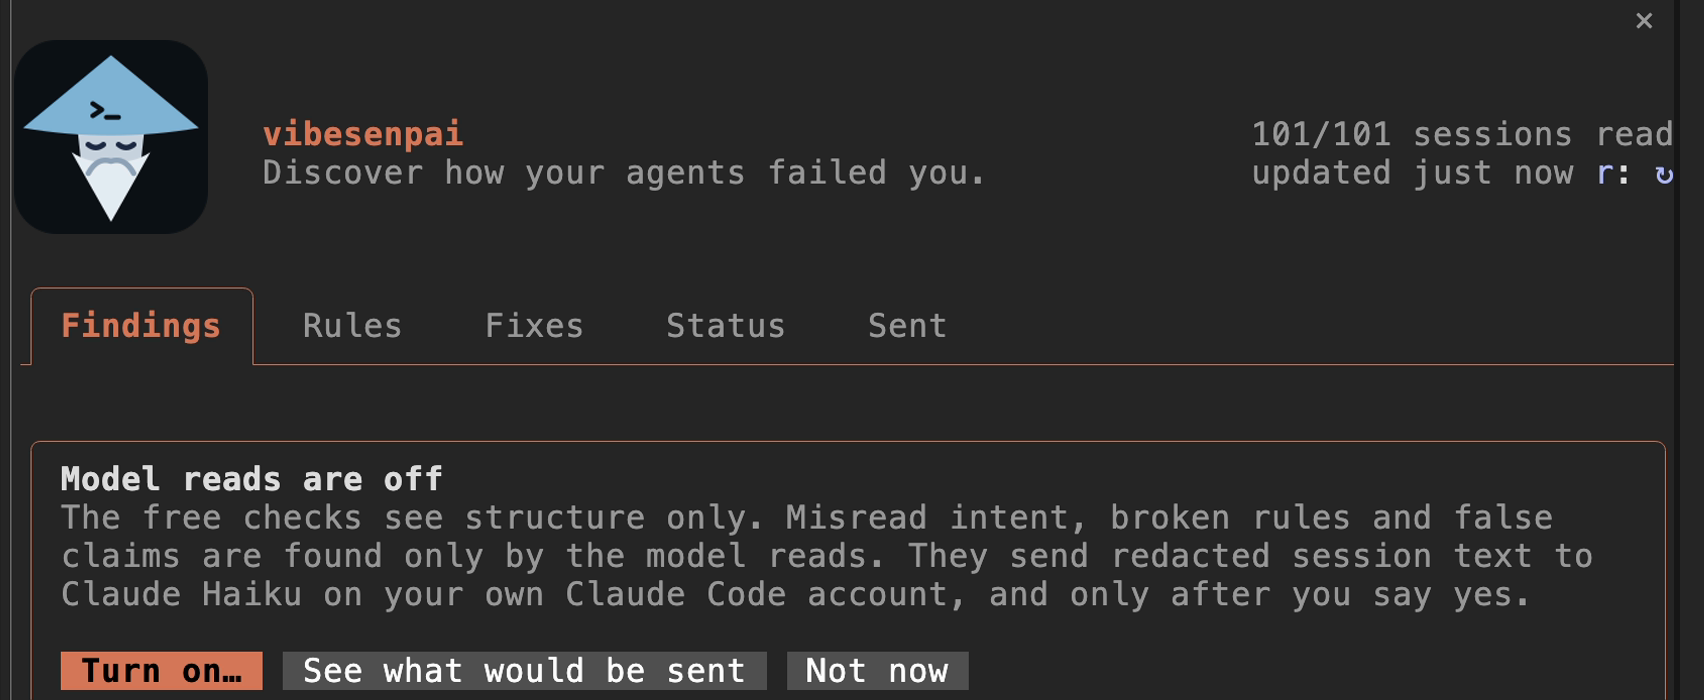 ×
>_
vibesenpai
101/101 sessions read
Discover how your agents failed you.
updated just now r: ↻
Findings Rules Fixes Status Sent
Model reads are off
The free checks see structure only. Misread intent, broken rules and false
claims are found only by the model reads. They send redacted session text to
Claude Haiku on your own Claude Code account, and only after you say yes.
Turn on… See what would be sent Not now